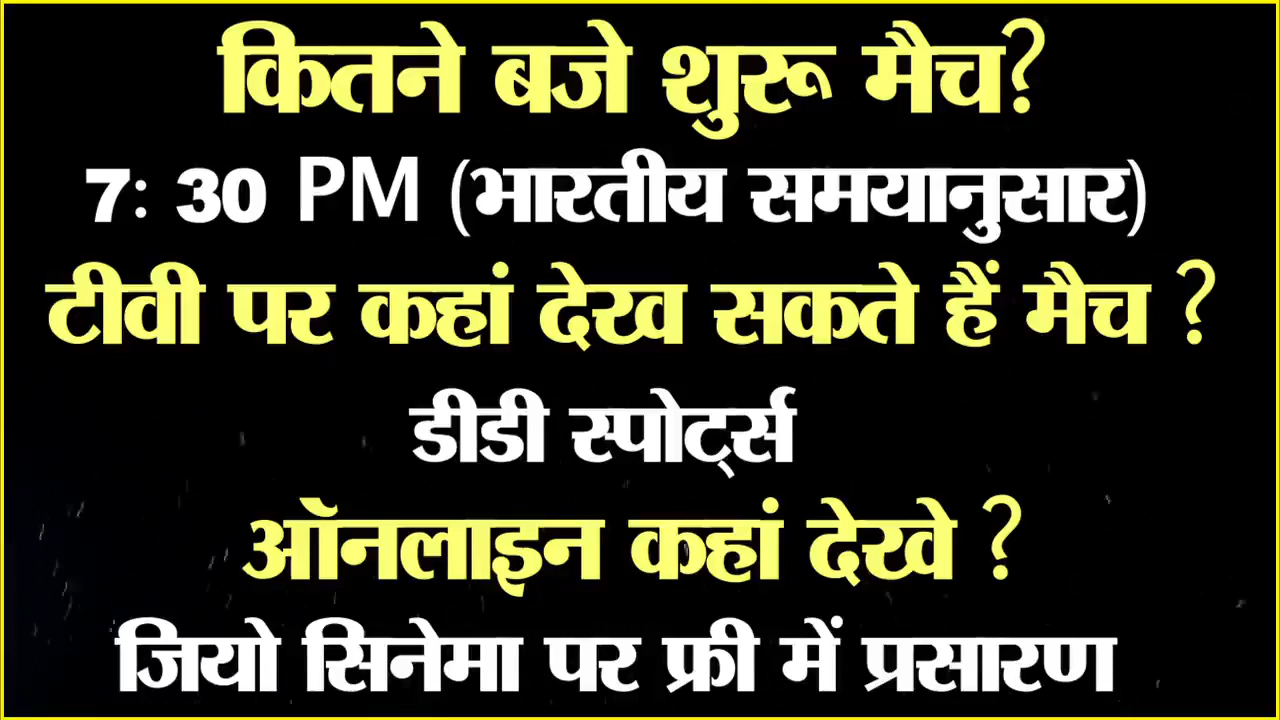 कितने बजे शुरू मैच?
7: 30 PM (भारतीय समयानुसार)
टीवी पर कहां देख सकते हैं मैच ?
डीडी स्पोर्ट्स
ऑनलाइन कहां देखे ?
जियो सिनेमा पर फ्री में प्रसारण